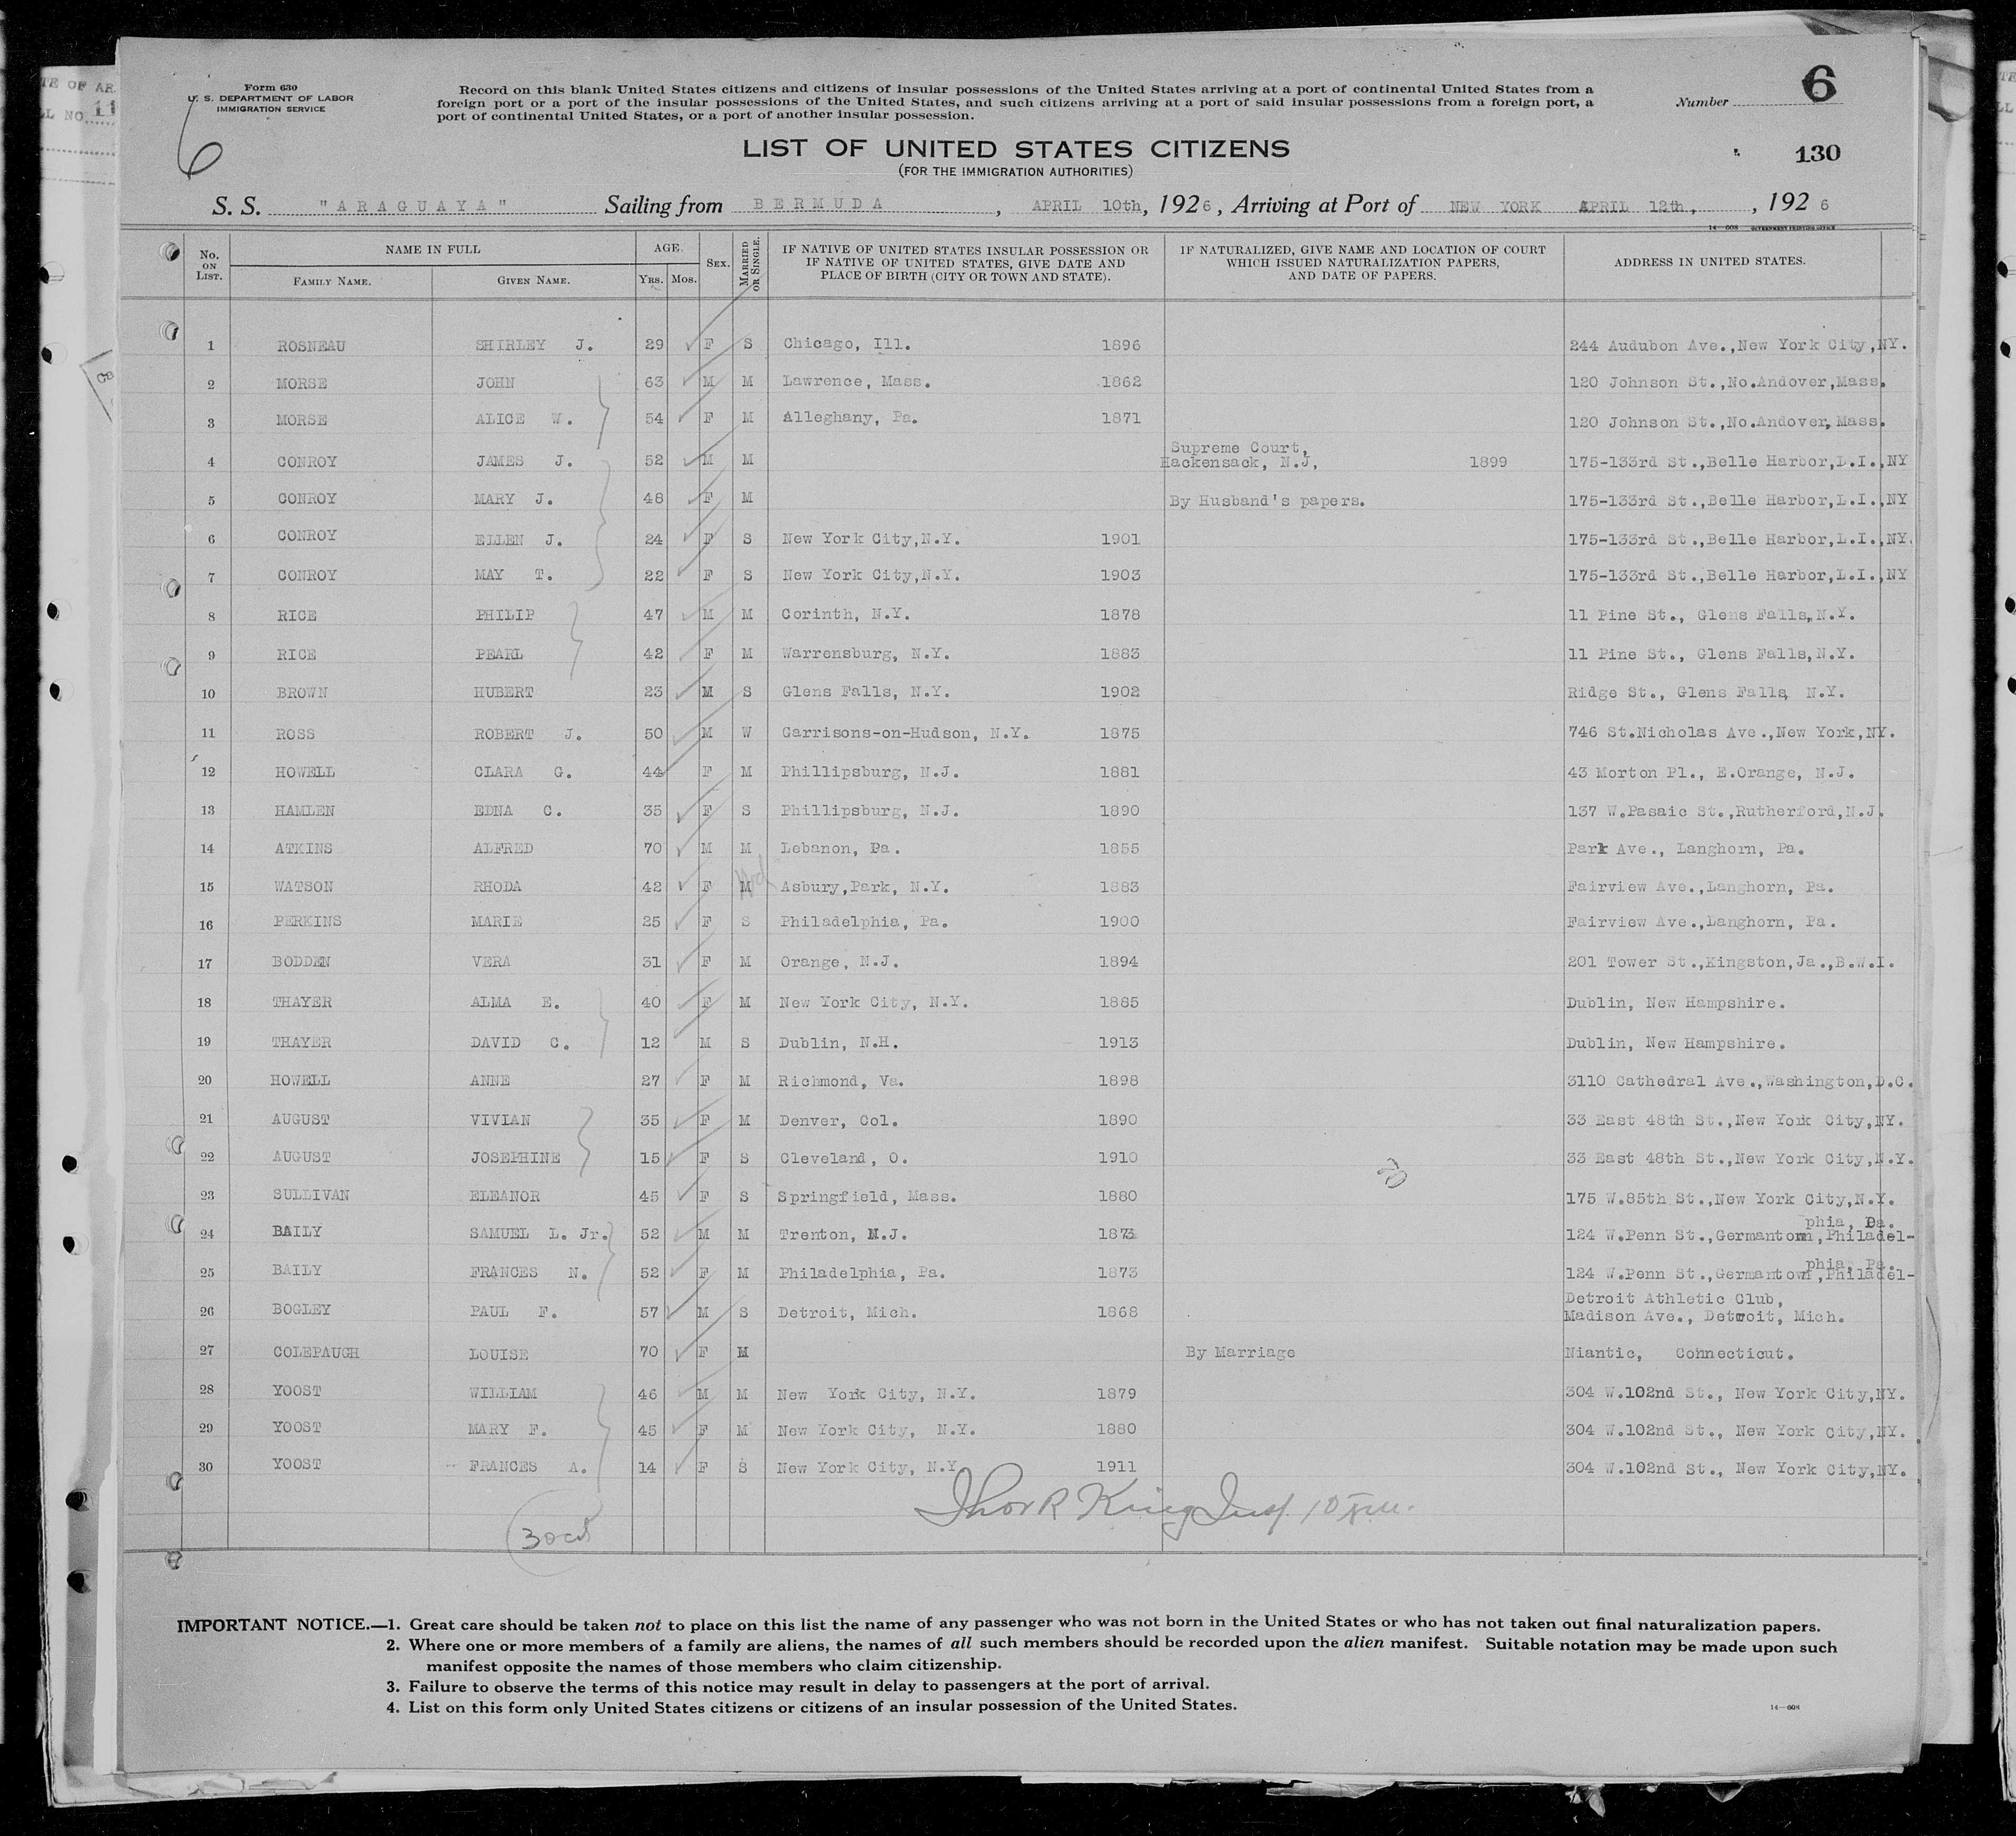 Form 630
U. S. DEPARTMENT OF LABOR
IMMIGRATION SERVICE
Record on this blank United States citizens and citizens of insular possessions of the United States arriving at a port of continental United States from a
foreign port or a port of the insular possessions of the United States, and such citizens arriving at a port of said insular possessions from a foreign port, a
port of continental United States, or a port of another insular possession.
Number 6
6
130
LIST OF UNITED STATES CITIZENS
(FOR THE IMMIGRATION AUTHORITIES)
S. S. "ARAGUAYA" Sailing from BERMUDA, APRIL 10th, 1926, Arriving at Port of NEW YORK APRIL 12th, , 1926
14—608 GOVERNMENT PRINTING OFFICE
No. ON LIST. NAME IN FULL FAMILY NAME. GIVEN NAME. AGE. YRS. MOS. SEX. MARRIED OR SINGLE. IF NATIVE OF UNITED STATES INSULAR POSSESSION OR IF NATIVE OF UNITED STATES, GIVE DATE AND PLACE OF BIRTH (CITY OR TOWN AND STATE). IF NATURALIZED, GIVE NAME AND LOCATION OF COURT WHICH ISSUED NATURALIZATION PAPERS, AND DATE OF PAPERS. ADDRESS IN UNITED STATES.
1 ROSNEAU SHIRLEY J. 29 F S Chicago, Ill. 1896 244 Audubon Ave.,New York City,NY.
2 MORSE JOHN 63 M M Lawrence, Mass. 1862 120 Johnson St.,No.Andover,Mass.
3 MORSE ALICE W. 54 F M Alleghany, Pa. 1871 120 Johnson St.,No.Andover,Mass.
4 CONROY JAMES J. 52 M M Supreme Court, Hackensack, N.J, 1899 175-133rd St.,Belle Harbor,L.I.,NY
5 CONROY MARY J. 48 F M By Husband's papers. 175-133rd St.,Belle Harbor,L.I.,NY
6 CONROY ELLEN J. 24 F S New York City,N.Y. 1901 175-133rd St.,Belle Harbor,L.I.,NY.
7 CONROY MAY T. 22 F S New York City,N.Y. 1903 175-133rd St.,Belle Harbor,L.I.,NY
8 RICE PHILIP 47 M M Corinth, N.Y. 1878 11 Pine St., Glens Falls,N.Y.
9 RICE PEARL 42 F M Warrensburg, N.Y. 1883 11 Pine St., Glens Falls,N.Y.
10 BROWN HUBERT 23 M S Glens Falls, N.Y. 1902 Ridge St., Glens Falls, N.Y.
11 ROSS ROBERT J. 50 M W Garrisons-on-Hudson, N.Y. 1875 746 St.Nicholas Ave.,New York,NY.
12 HOWELL CLARA G. 44 F M Phillipsburg, N.J. 1881 43 Morton Pl., E.Orange, N.J.
13 HAMLEN EDNA C. 35 F S Phillipsburg, N.J. 1890 137 W.Pasaic St.,Rutherford,N.J.
14 ATKINS ALFRED 70 M M Lebanon, Pa. 1855 Park Ave., Langhorn, Pa.
15 WATSON RHODA 42 F M Wd Asbury,Park, N.Y. 1883 Fairview Ave.,Langhorn, Pa.
16 PERKINS MARIE 25 F S Philadelphia, Pa. 1900 Fairview Ave.,Langhorn, Pa.
17 BODDEN VERA 31 F M Orange, N.J. 1894 201 Tower St.,Kingston,Ja.,B.W.I.
18 THAYER ALMA E. 40 F M New York City, N.Y. 1885 Dublin, New Hampshire.
19 THAYER DAVID C. 12 M S Dublin, N.H. 1913 Dublin, New Hampshire.
20 HOWELL ANNE 27 F M Richmond, Va. 1898 3110 Cathedral Ave.,Washington,D.C.
21 AUGUST VIVIAN 35 F M Denver, Col. 1890 33 East 48th St.,New York City,NY.
22 AUGUST JOSEPHINE 15 F S Cleveland, O. 1910 33 East 48th St.,New York City,N.Y.
23 SULLIVAN ELEANOR 45 F S Springfield, Mass. 1880 175 W.85th St.,New York City,N.Y.
24 BAILY SAMUEL L. Jr. 52 M M Trenton, N.J. 1873 124 W.Penn St.,Germantown,Philadel-phia, Pa.
25 BAILY FRANCES N. 52 F M Philadelphia, Pa. 1873 124 W.Penn St.,Germantown,Philadel-phia, Pa.
26 BOGLEY PAUL F. 57 M S Detroit, Mich. 1868 Detroit Athletic Club, Madison Ave., Detroit, Mich.
27 COLEPAUGH LOUISE 70 F M By Marriage Niantic, Connecticut.
28 YOOST WILLIAM 46 M M New York City, N.Y. 1879 304 W.102nd St., New York City,NY.
29 YOOST MARY F. 45 F M New York City, N.Y. 1880 304 W.102nd St., New York City,NY.
30 YOOST FRANCES A. 14 F S New York City, N.Y 1911 304 W.102nd St., New York City,NY.
King Insp.
IMPORTANT NOTICE.—1. Great care should be taken not to place on this list the name of any passenger who was not born in the United States or who has not taken out final naturalization papers.
2. Where one or more members of a family are aliens, the names of all such members should be recorded upon the alien manifest. Suitable notation may be made upon such
manifest opposite the names of those members who claim citizenship.
3. Failure to observe the terms of this notice may result in delay to passengers at the port of arrival.
4. List on this form only United States citizens or citizens of an insular possession of the United States.
14—608